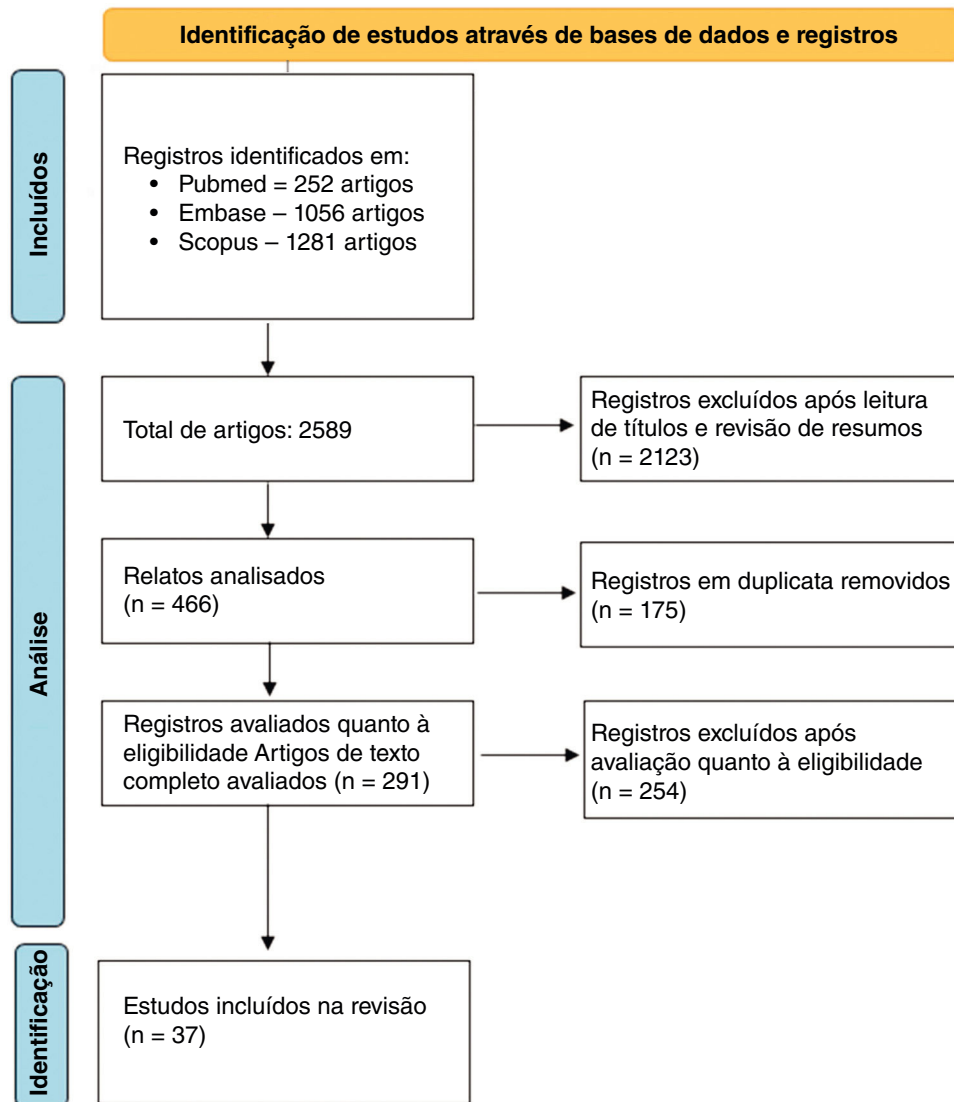 Identificação de estudos através de bases de dados e registros
Incluídos
Registros identificados em:
• Pubmed = 252 artigos
• Embase – 1056 artigos
• Scopus – 1281 artigos
Análise
Total de artigos: 2589
Registros excluídos após leitura
de títulos e revisão de resumos
(n = 2123)
Relatos analisados
(n = 466)
Registros em duplicata removidos
(n = 175)
Registros avaliados quanto à
eligibilidade Artigos de texto
completo avaliados (n = 291)
Registros excluídos após
avaliação quanto à eligibilidade
(n = 254)
Identificação
Estudos incluídos na revisão
(n = 37)